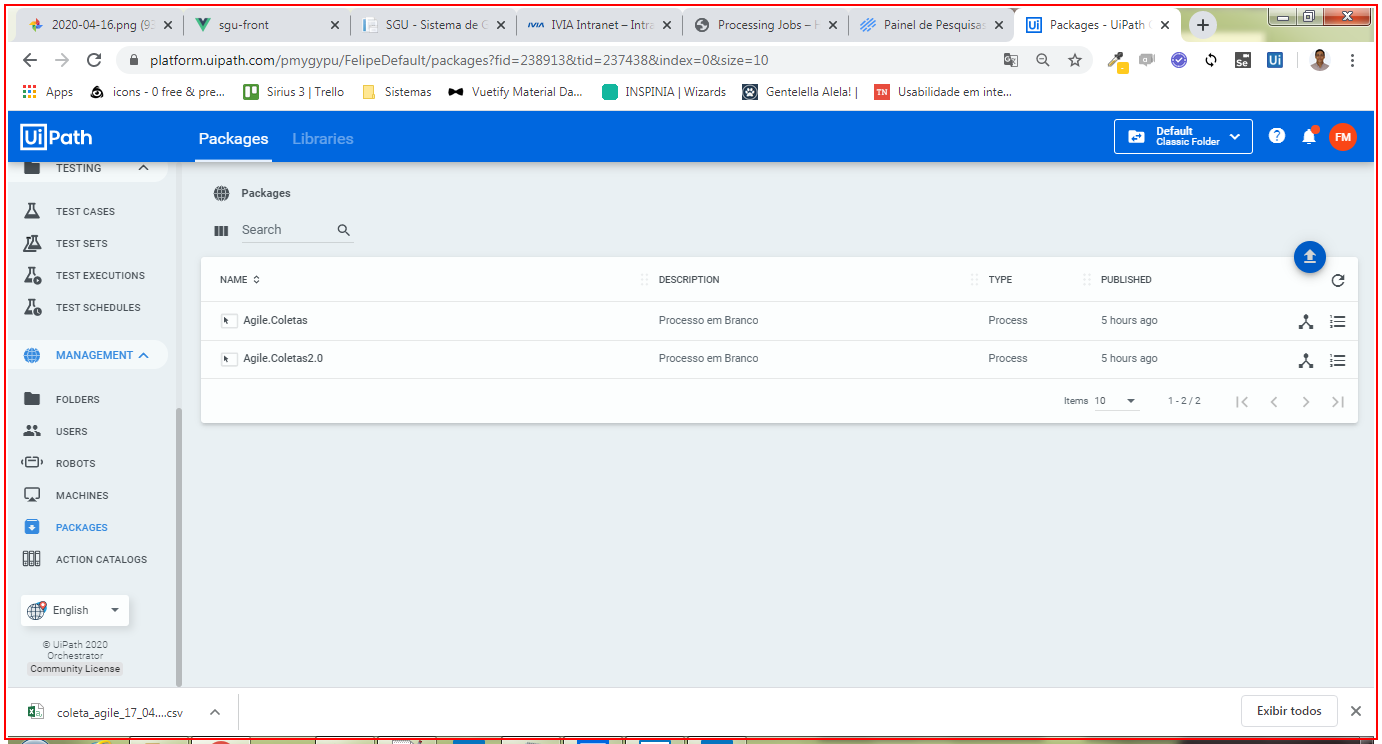 2020-04-16.png (93
sgu-front
SGU - Sistema de G
IVIA Intranet – Intra
Processing Jobs – H
Painel de Pesquisas
Packages - UiPath O
platform.uipath.com/pmygypu/FelipeDefault/packages?fid=238913&tid=237438&index=0&size=10
Apps
icons - 0 free & pre...
Sirius 3 | Trello
Sistemas
Vuetify Material Da...
INSPINIA | Wizards
Gentelella Alela! |
TN
Usabilidade em inte...
UiPath
Packages
Libraries
Default
Classic Folder
?
FM
TESTING
TEST CASES
TEST SETS
TEST EXECUTIONS
TEST SCHEDULES
MANAGEMENT
FOLDERS
USERS
ROBOTS
MACHINES
PACKAGES
ACTION CATALOGS
English
© UiPath 2020
Orchestrator
Community License
Packages
Search
NAME DESCRIPTION TYPE PUBLISHED
Agile.Coletas Processo em Branco Process 5 hours ago
Agile.Coletas2.0 Processo em Branco Process 5 hours ago
Items 10 1 - 2 / 2
coleta_agile_17_04....csv
Exibir todos